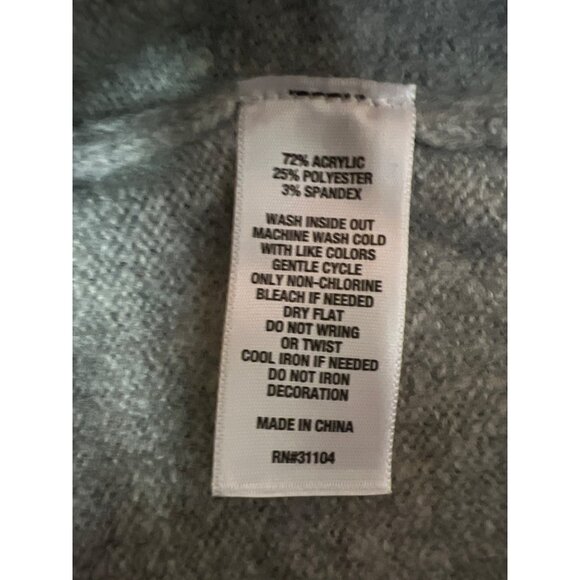 72% ACRYLIC
25% POLYESTER
3% SPANDEX
WASH INSIDE OUT
MACHINE WASH COLD
WITH LIKE COLORS
GENTLE CYCLE
ONLY NON-CHLORINE
BLEACH IF NEEDED
DRY FLAT
DO NOT WRING
OR TWIST
COOL IRON IF NEEDED
DO NOT IRON
DECORATION
MADE IN CHINA
RN#31104